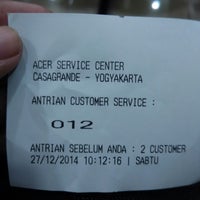 ACER SERVICE CENTER
CASAGRANDE - YOGYAKARTA
ANTRIAN CUSTOMER SERVICE :
012
ANTRIAN SEBELUM ANDA : 2 CUSTOMER
27/12/2014 10:12:16 | SABTU